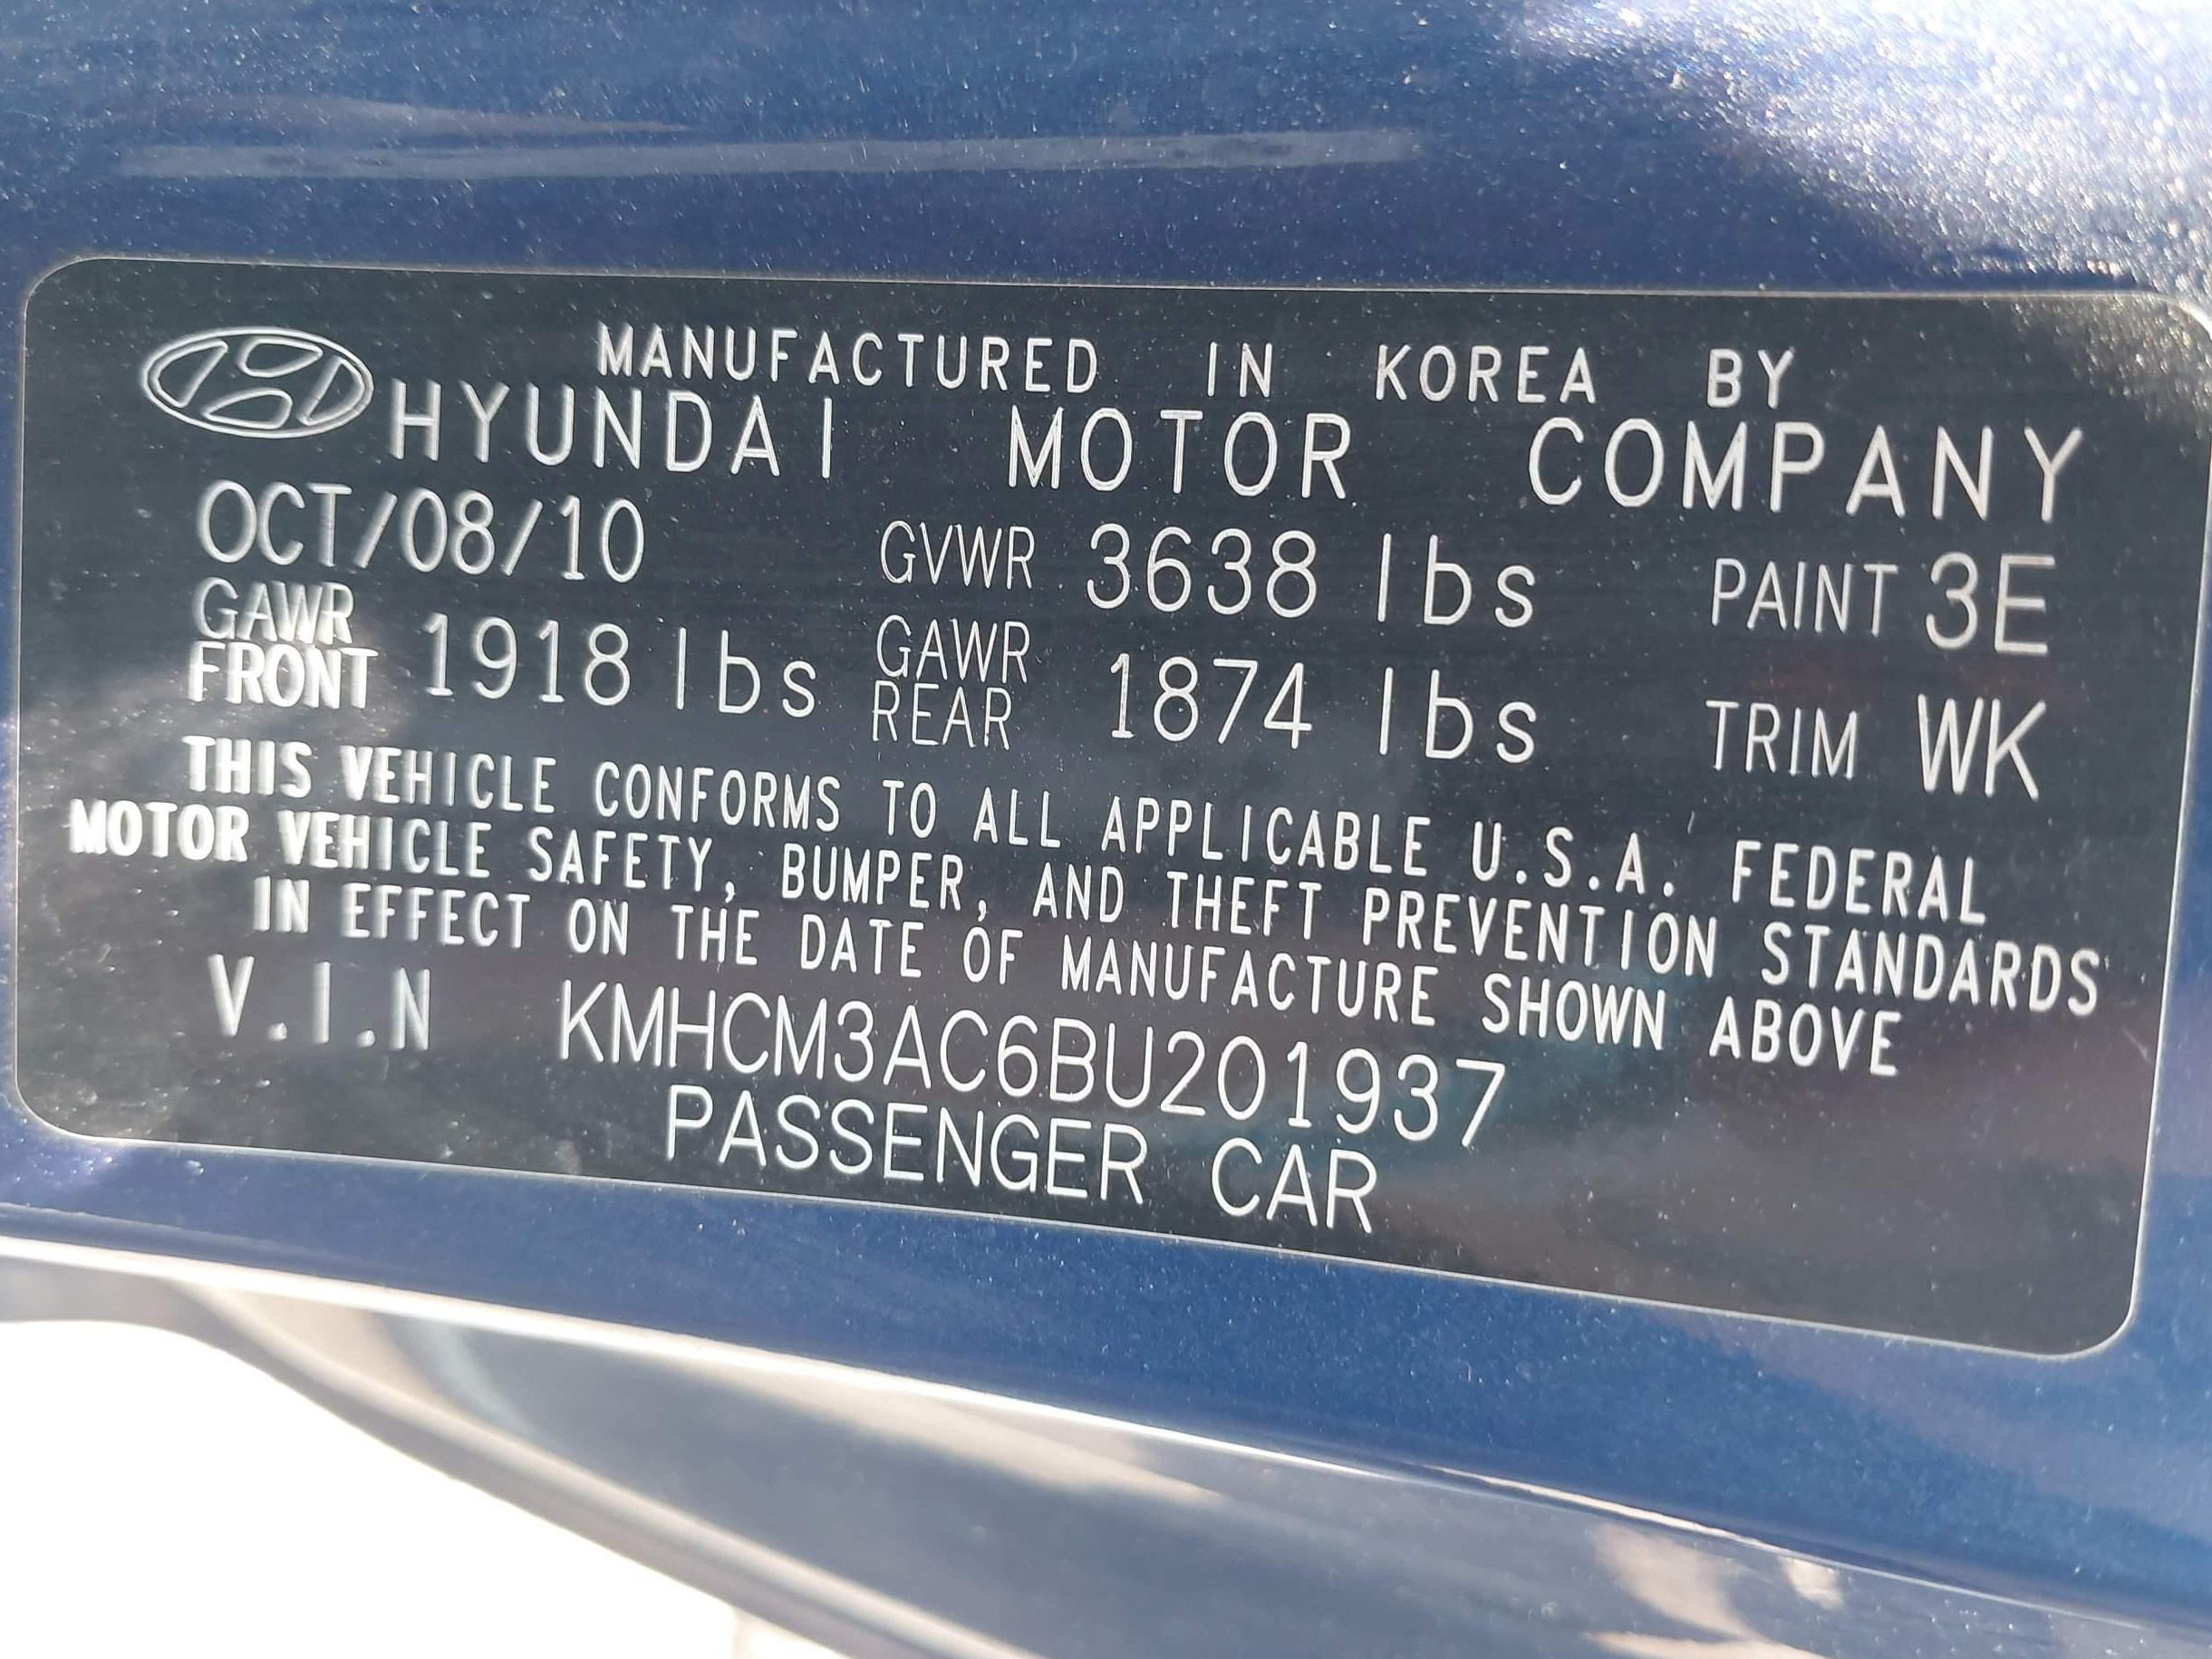 MANUFACTURED IN KOREA BY
HYUNDAI MOTOR COMPANY
OCT/08/10 GVWR 3638 lbs PAINT 3E
GAWR FRONT 1918 lbs GAWR REAR 1874 lbs TRIM WK
THIS VEHICLE CONFORMS TO ALL APPLICABLE U.S.A. FEDERAL
MOTOR VEHICLE SAFETY, BUMPER, AND THEFT PREVENTION STANDARDS
IN EFFECT ON THE DATE OF MANUFACTURE SHOWN ABOVE
V.I.N KMHCM3AC6BU201937
PASSENGER CAR